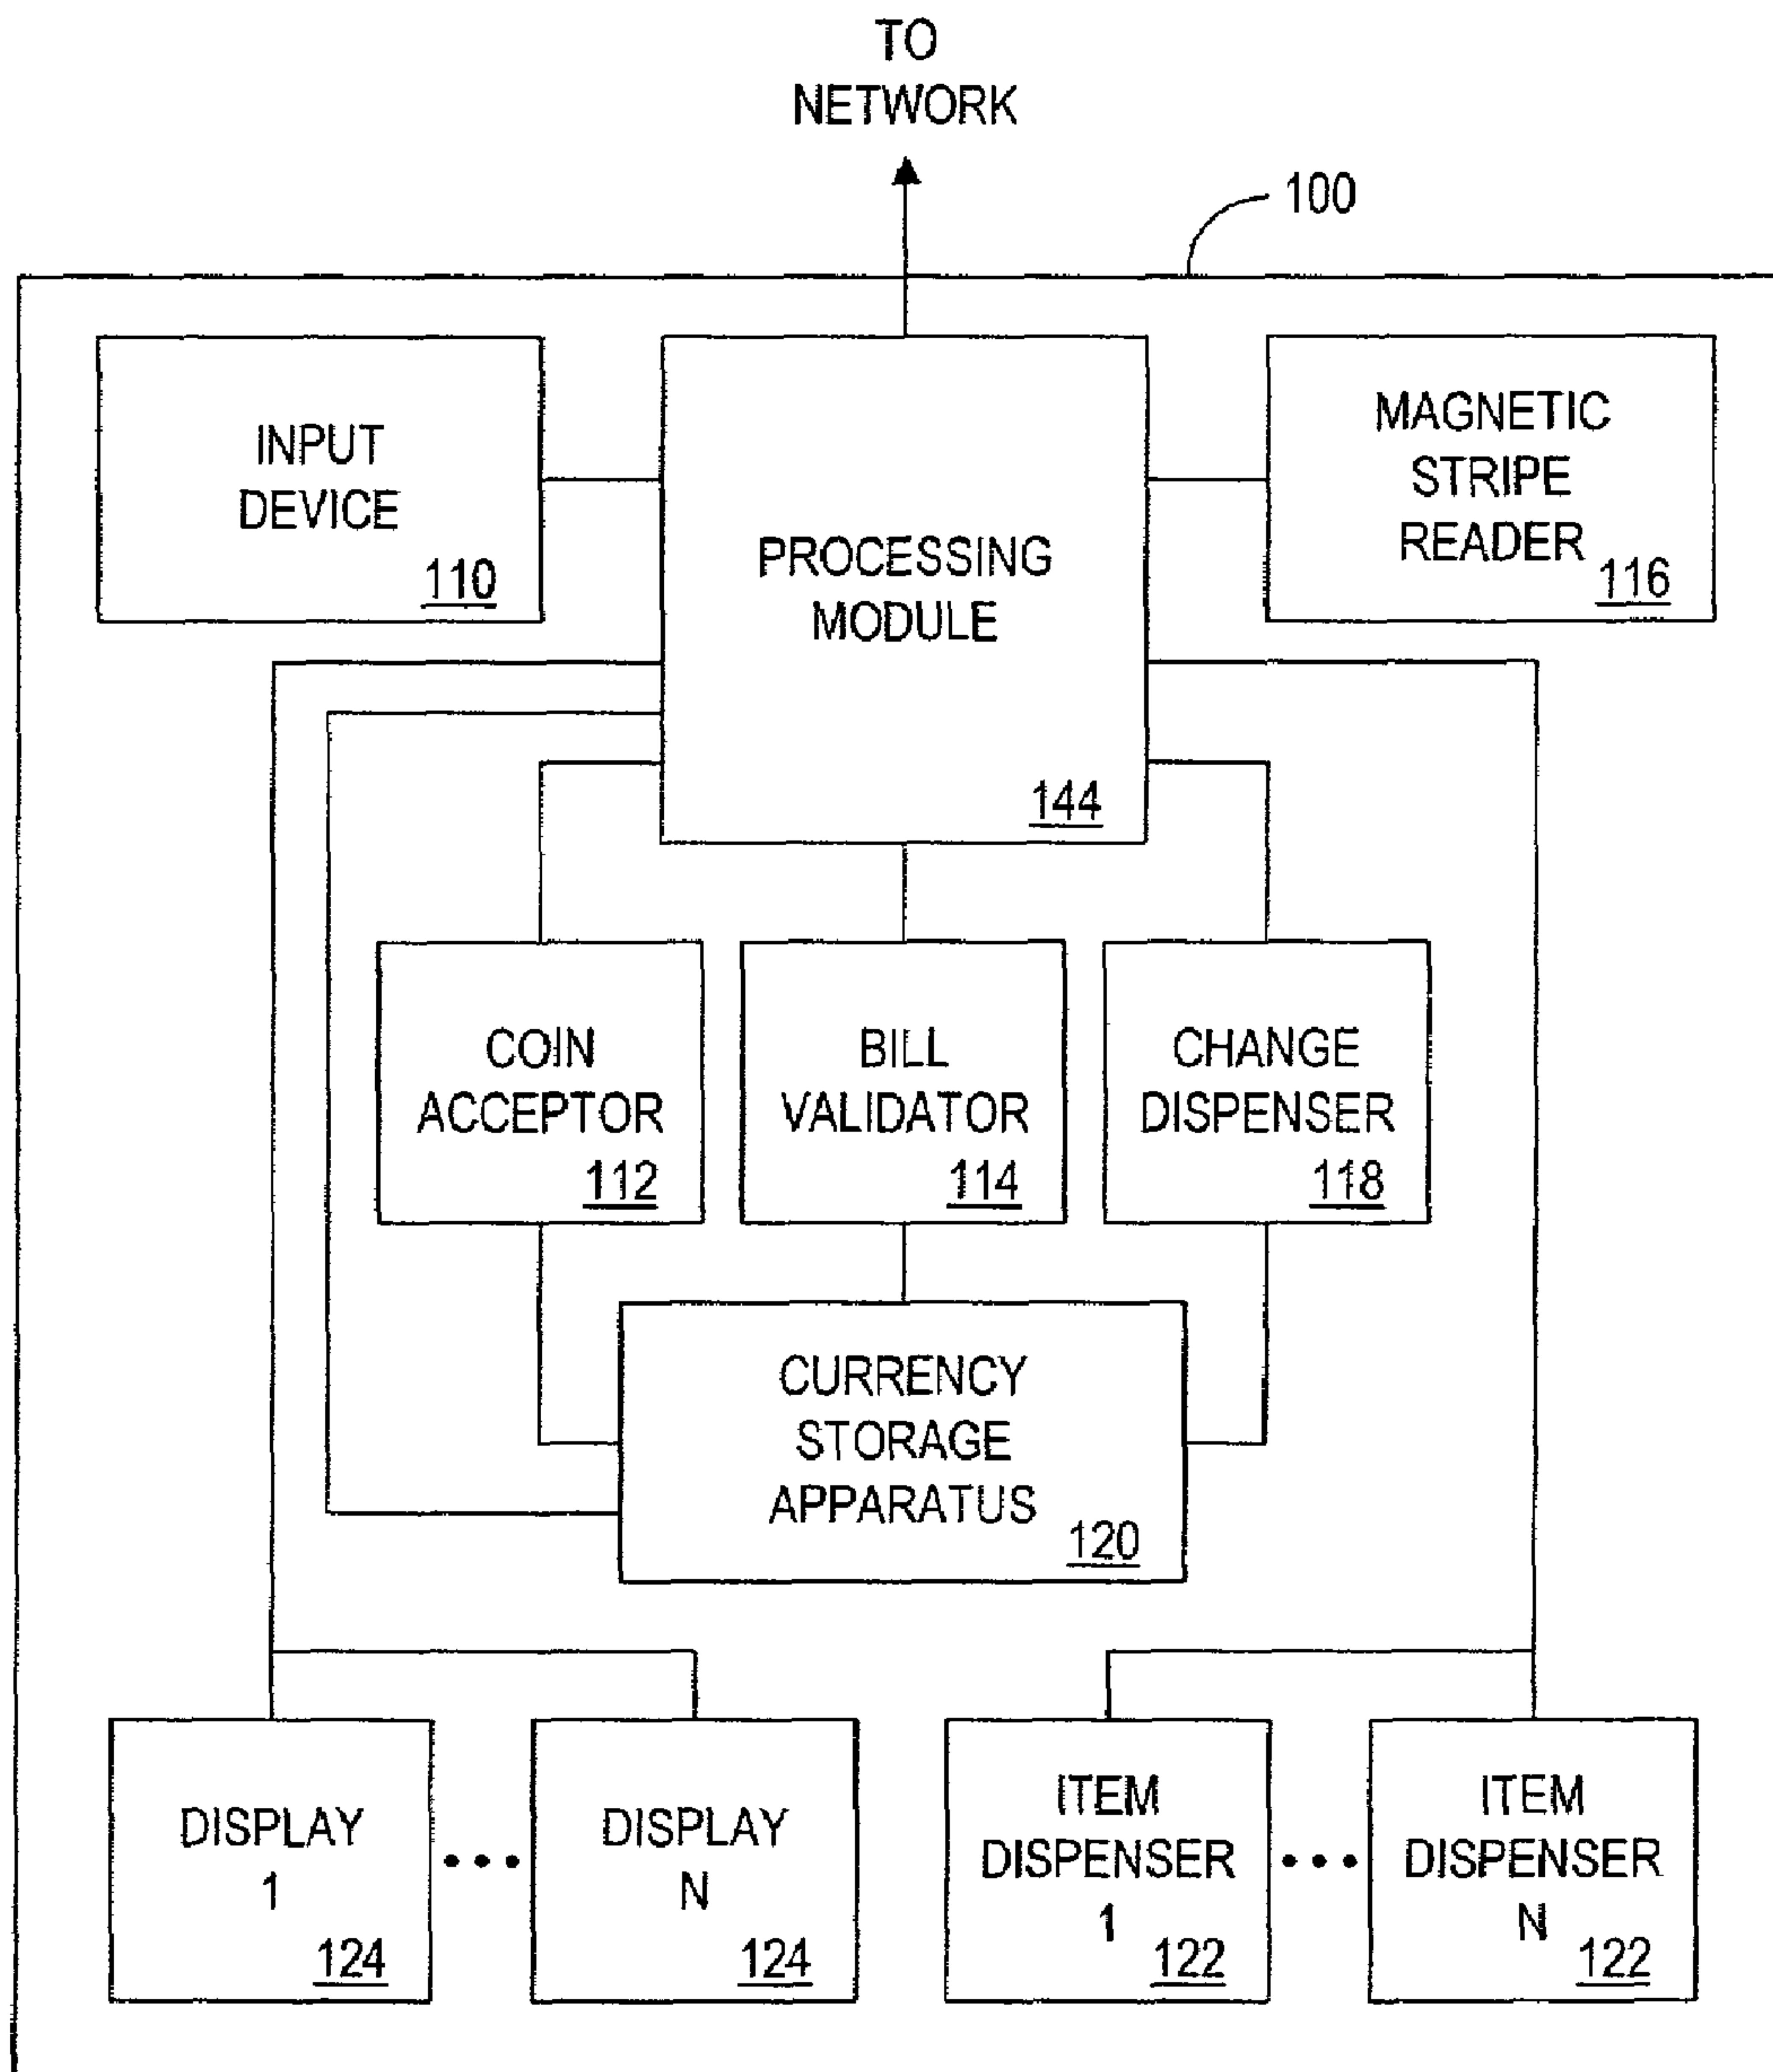 TO
NETWORK
100
INPUT
DEVICE
110
PROCESSING
MODULE
144
MAGNETIC
STRIPE
READER
116
COIN
ACCEPTOR
112
BILL
VALIDATOR
114
CHANGE
DISPENSER
118
CURRENCY
STORAGE
APPARATUS
120
DISPLAY
1
124
DISPLAY
N
124
ITEM
DISPENSER
1
122
ITEM
DISPENSER
N
122